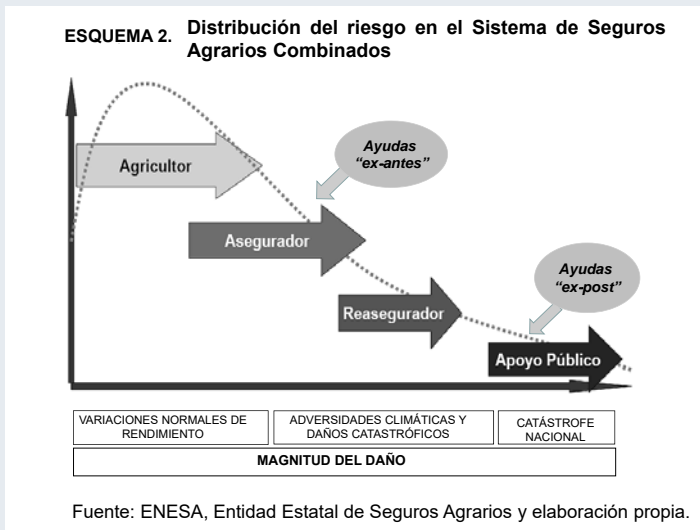 ESQUEMA 2. Distribución del riesgo en el Sistema de Seguros
Agrarios Combinados
Agricultor
Ayudas
“ex-antes”
Asegurador
Ayudas
“ex-post”
Reasegurador
Apoyo Público
VARIACIONES NORMALES DE
RENDIMIENTO
ADVERSIDADES CLIMÁTICAS Y
DAÑOS CATASTRÓFICOS
CATÁSTROFE
NACIONAL
MAGNITUD DEL DAÑO
Fuente: ENESA, Entidad Estatal de Seguros Agrarios y elaboración propia.